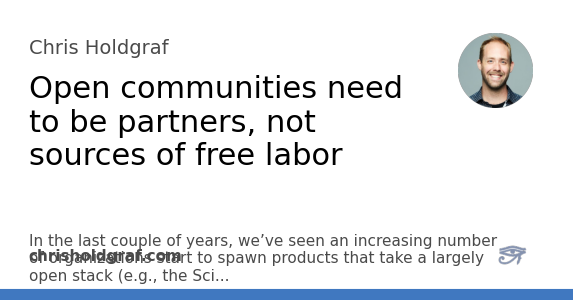 Chris Holdgraf
Open communities need
to be partners, not
sources of free labor
In the last couple of years, we’ve seen an increasing number
of organizations start to spawn products that take a largely
chrisholdgraf.com
open stack (e.g., the Sci...